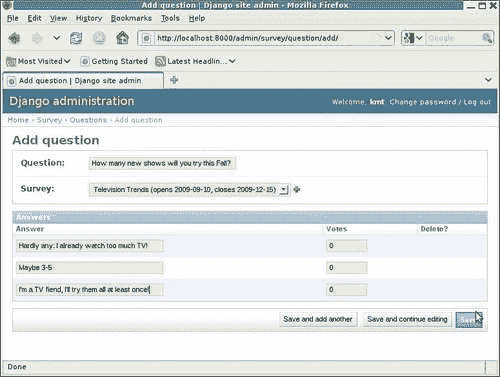 Add question | Django site admin - Mozilla Firefox
File Edit View History Bookmarks Tools Help
http://localhost:8000/admin/survey/question/add/ Google
Most Visited Getting Started Latest Headlin...
Add question | Django site admin
Django administration Welcome, kmt. Change password / Log out
Home › Survey › Questions › Add question
Add question
Question: How many new shows will you try this Fall?
Survey: Television Trends (opens 2009-09-10, closes 2009-12-15)
Answers
Answer Votes Delete?
Hardly any: I already watch too much TV! 0
Maybe 3-5 0
I'm a TV fiend, I'll try them all at least once! 0
Save and add another Save and continue editing
Done